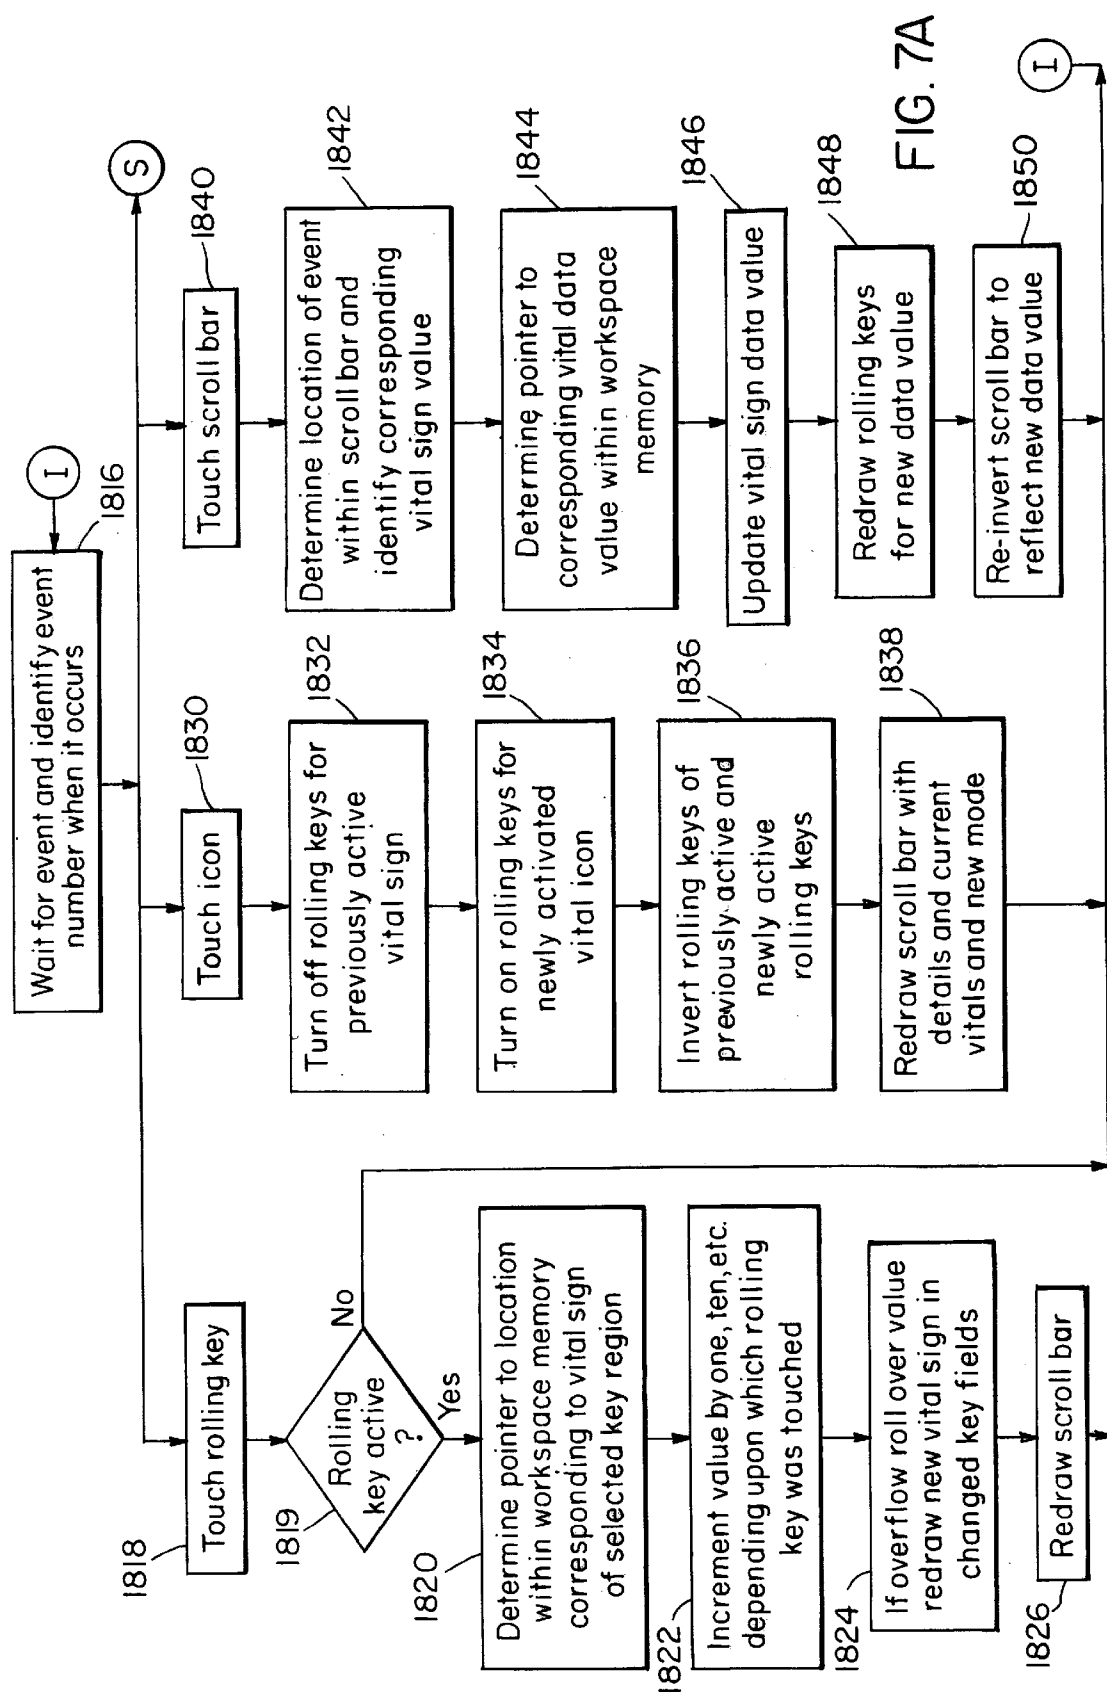 Wait for event and identify event
number when it occurs
1816
I
S
Touch rolling key
1818
Rolling
key active
?
1819
No
Yes
Determine pointer to location
within workspace memory
corresponding to vital sign
of selected key region
1820
Increment value by one, ten, etc.
depending upon which rolling
key was touched
1822
If overflow roll over value
redraw new vital sign in
changed key fields
1824
Redraw scroll bar
1826
Touch icon
1830
Turn off rolling keys for
previously active
vital sign
1832
Turn on rolling keys for
newly activated
vital icon
1834
Invert rolling keys of
previously active and
newly active
rolling keys
1836
Redraw scroll bar with
details and current
vitals and new mode
1838
Touch scroll bar
1840
Determine location of event
within scroll bar and
identify corresponding
vital sign value
1842
Determine pointer to
corresponding vital data
value within workspace
memory
1844
Update vital sign data value
1846
Redraw rolling keys
for new data value
1848
Re-invert scroll bar to
reflect new data value
1850
I
FIG. 7A